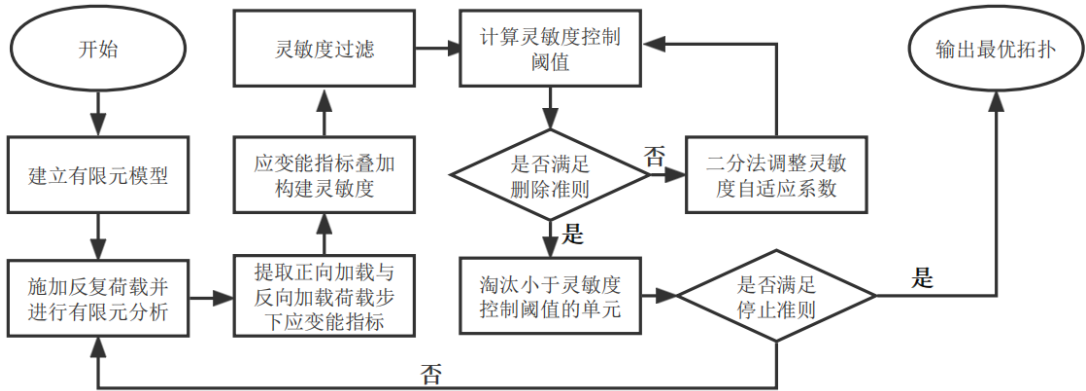 开始
建立有限元模型
施加反复荷载并
进行有限元分析
提取正向加载与
反向加载荷载步
下应变能指标
应变能指标叠加
构建灵敏度
灵敏度过滤
计算灵敏度控制
阈值
是否满足
删除准则
否
二分法调整灵敏
度自适应系数
是
淘汰小于灵敏度
控制阈值的单元
是否满足
停止准则
是
输出最优拓扑
否